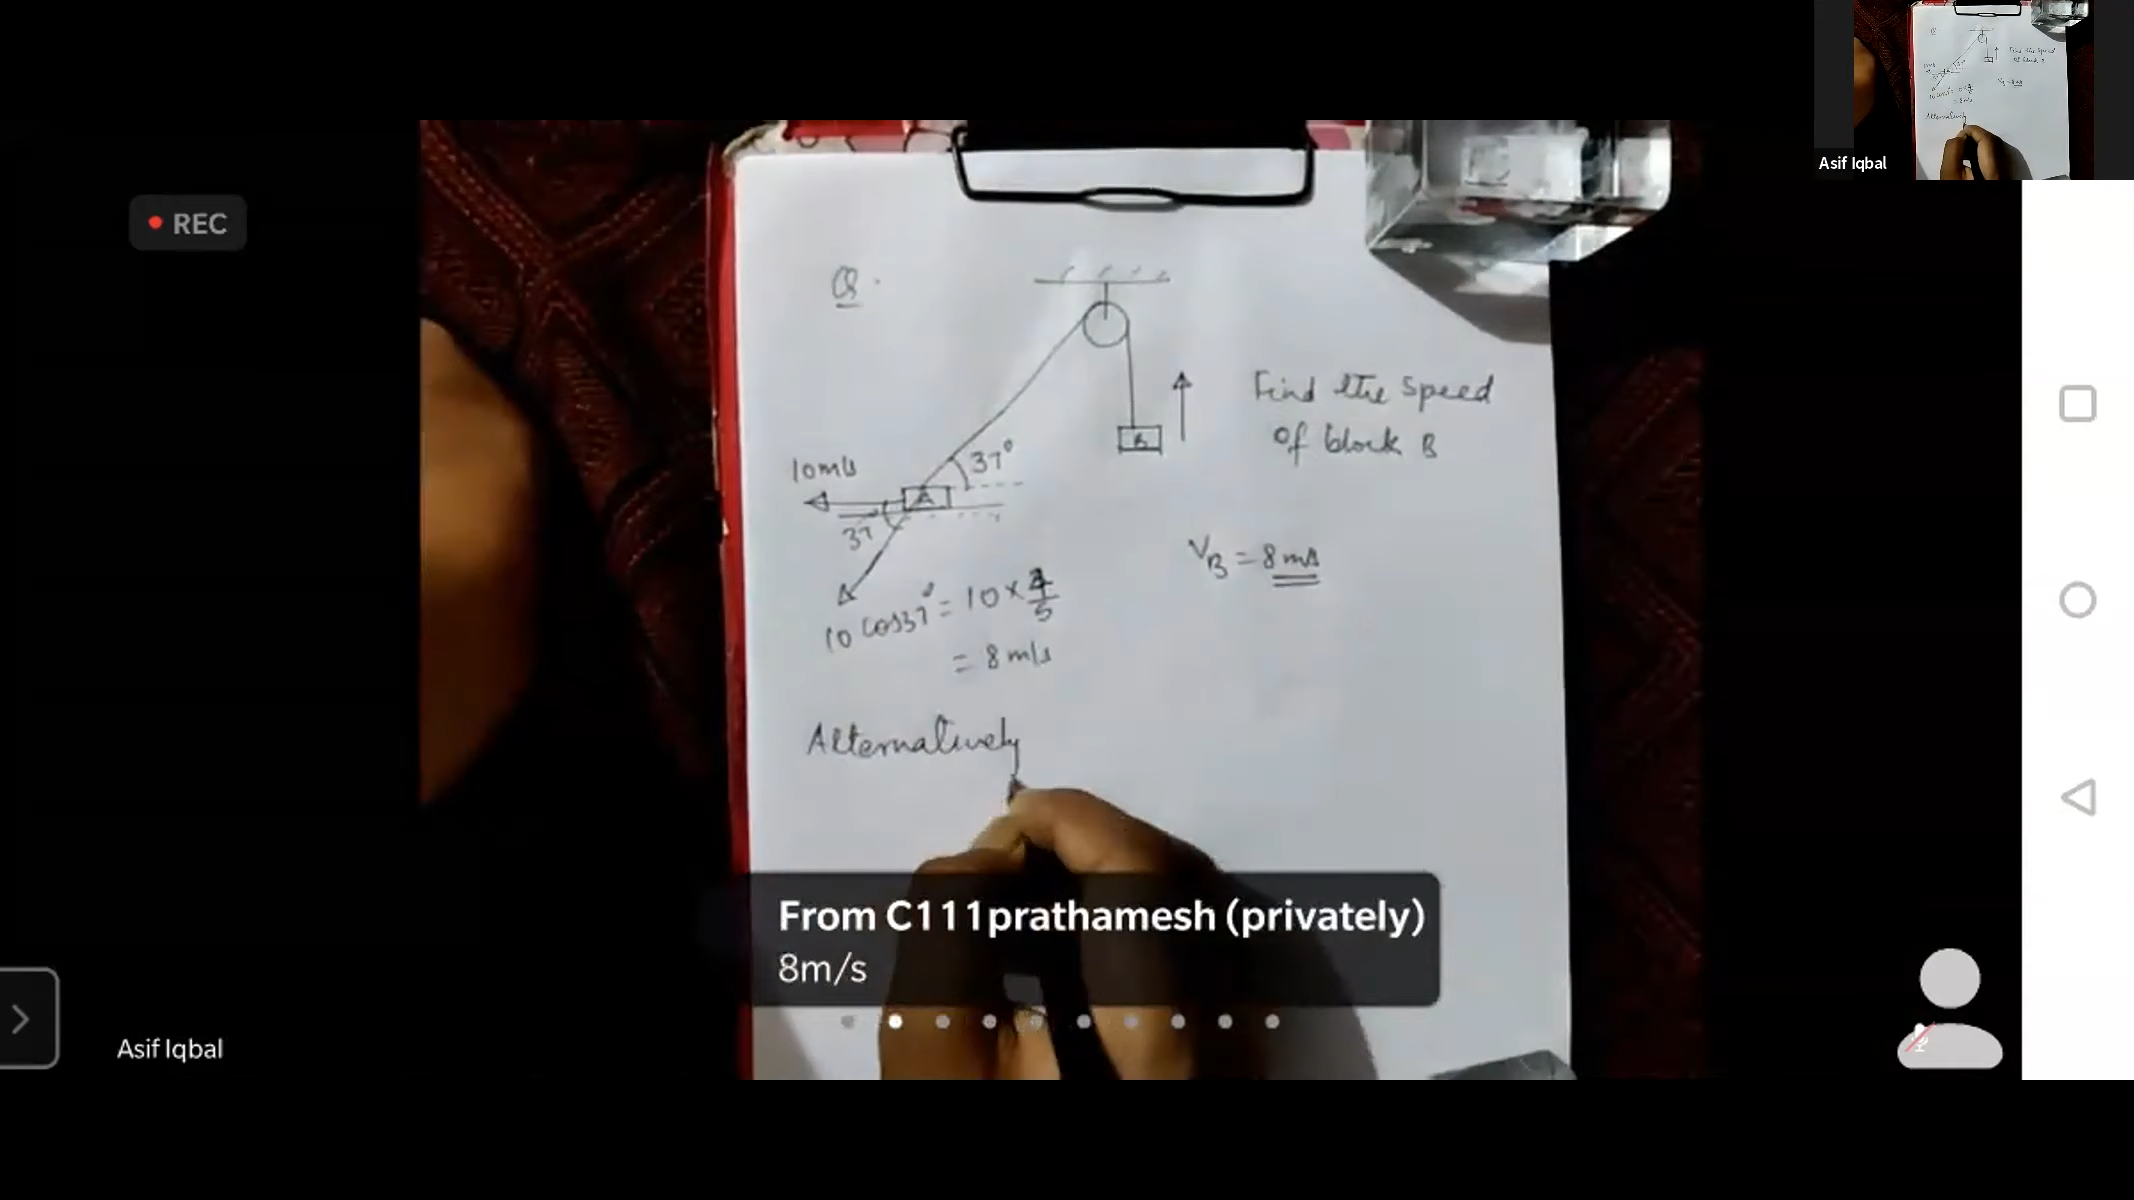 REC
Asif Iqbal
Q.
10m/s
37°
A
B
37
Find the Speed
of block B
10 cos37° = 10 × 4/5
= 8 m/s
VB = 8 m/s
Alternatively
From C111prathamesh (privately)
8m/s
Asif Iqbal